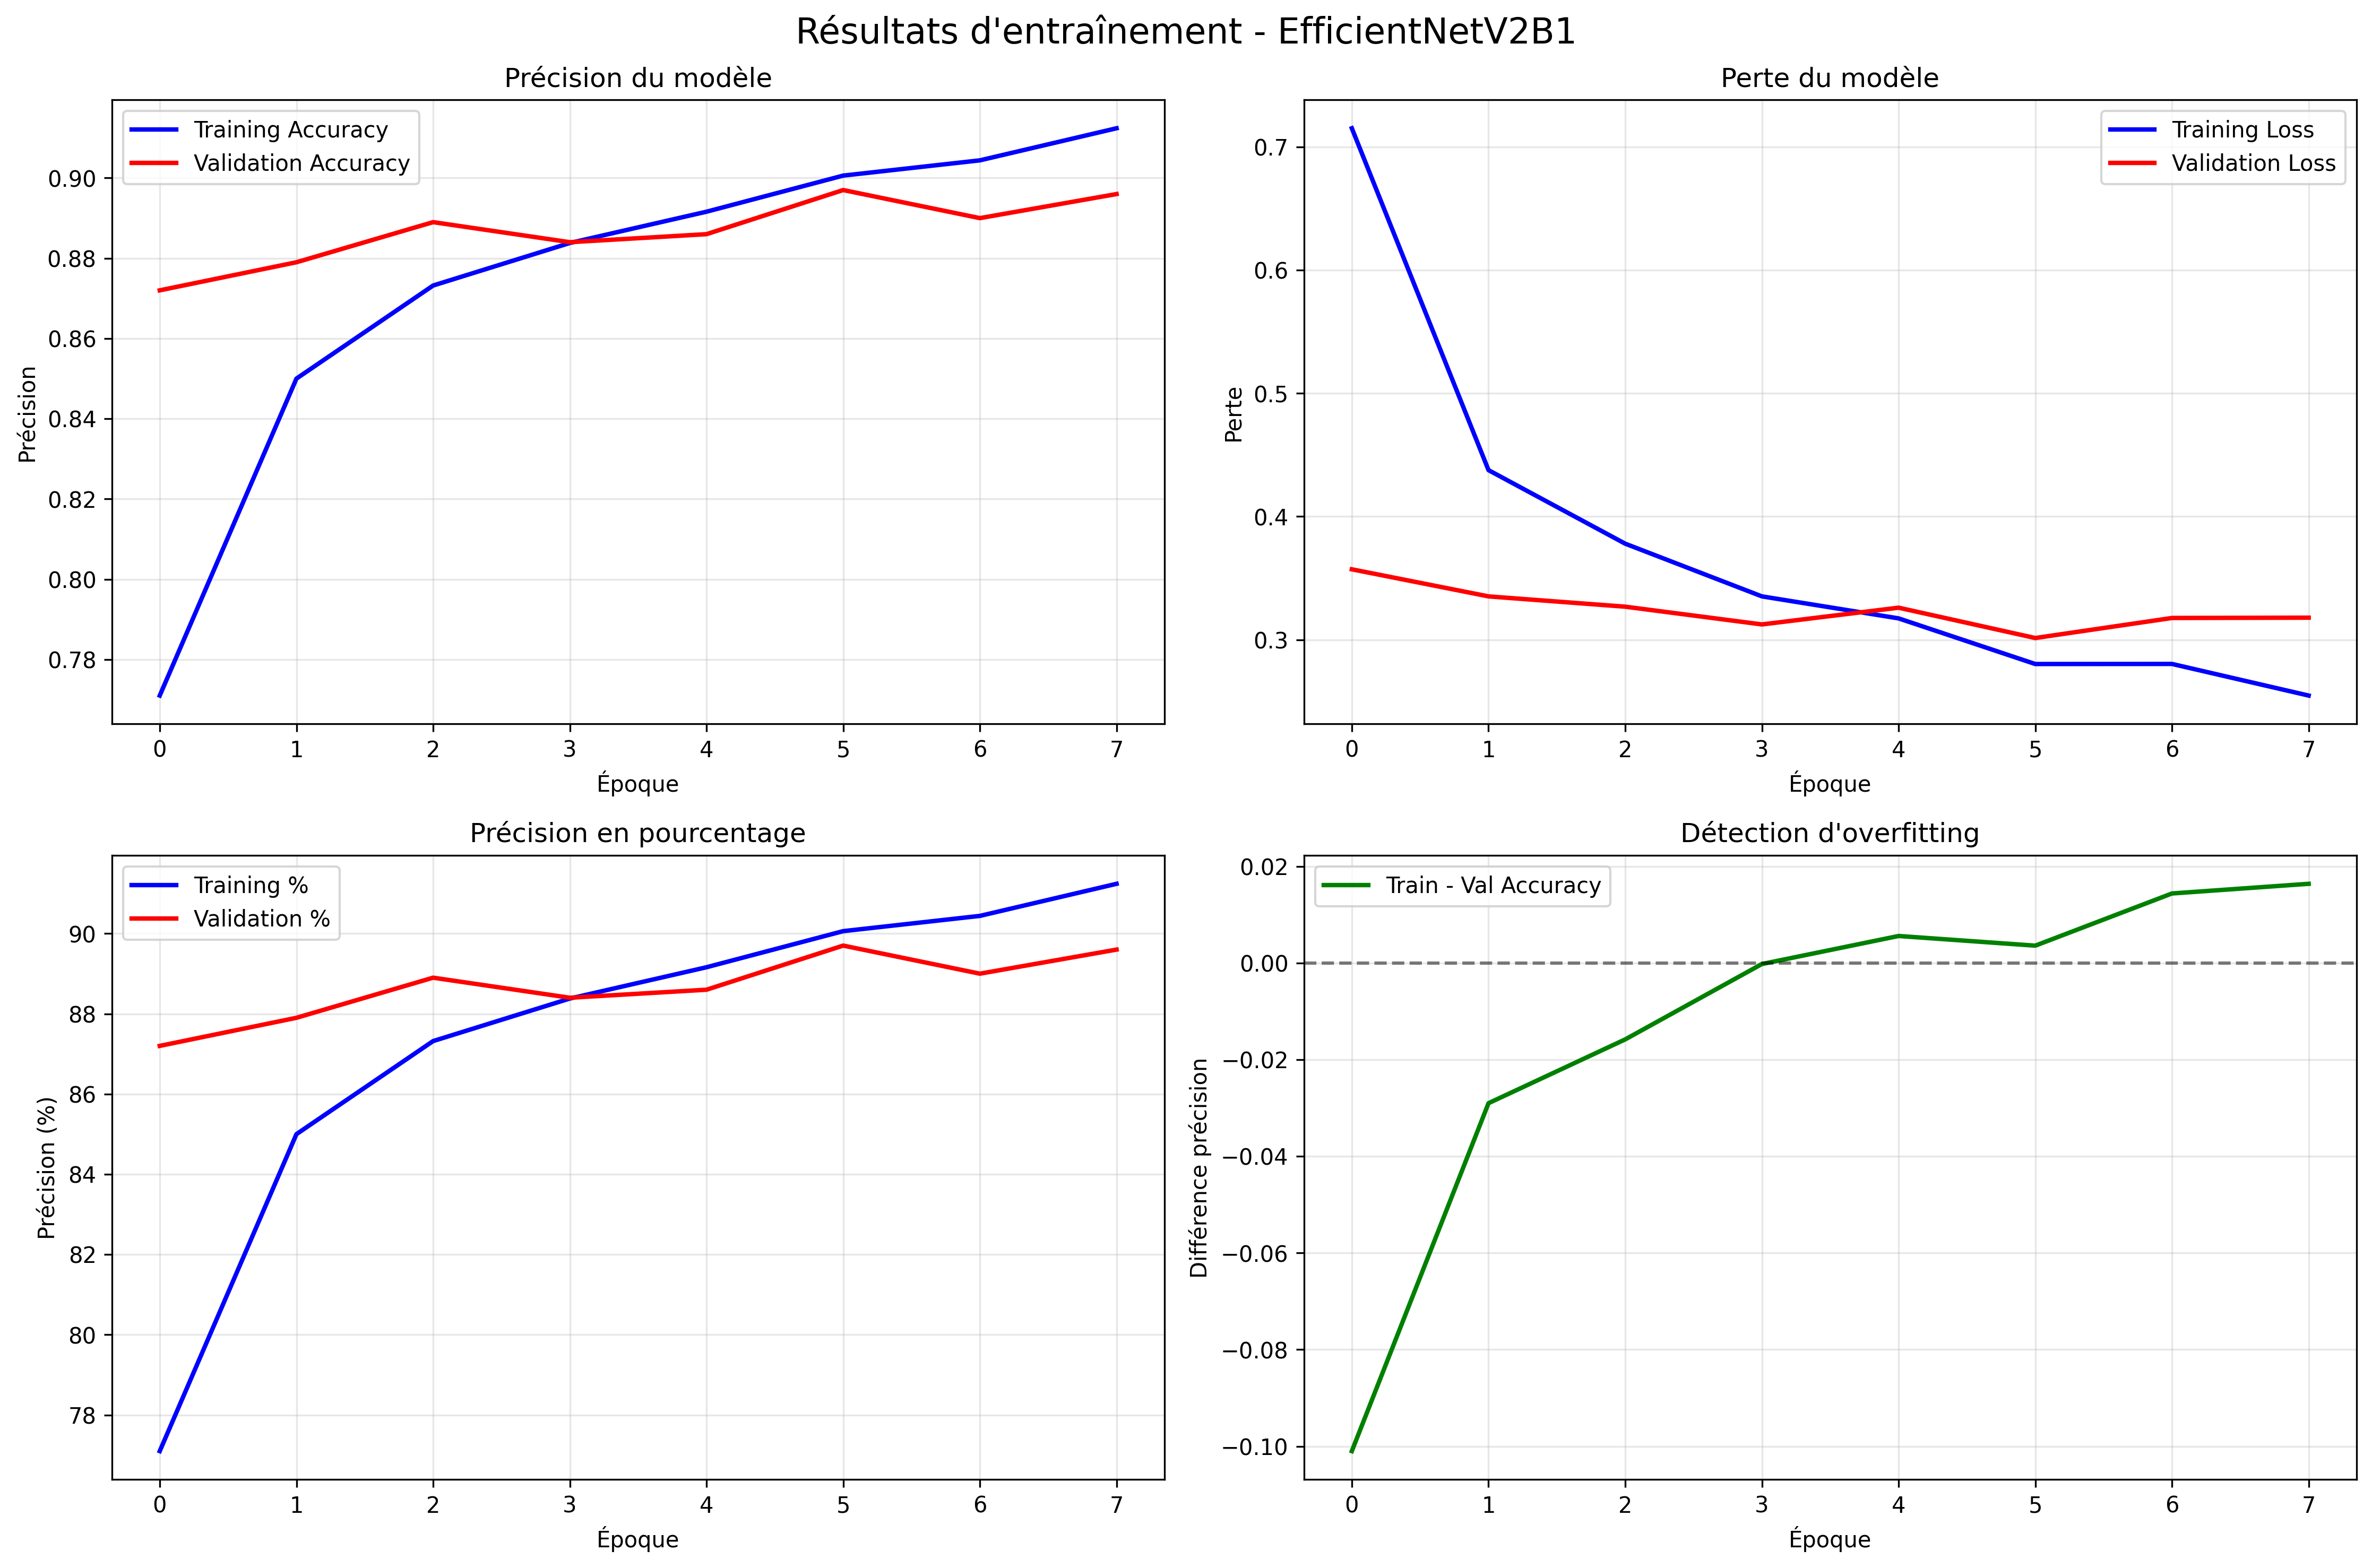 Résultats d'entraînement - EfficientNetV2B1
Précision du modèle
Training Accuracy
Validation Accuracy
Précision
0.90
0.88
0.86
0.84
0.82
0.80
0.78
0 1 2 3 4 5 6 7
Époque
Perte du modèle
Training Loss
Validation Loss
Perte
0.7
0.6
0.5
0.4
0.3
0 1 2 3 4 5 6 7
Époque
Précision en pourcentage
Training %
Validation %
Précision (%)
90
88
86
84
82
80
78
0 1 2 3 4 5 6 7
Époque
Détection d'overfitting
Train - Val Accuracy
Différence précision
0.02
0.00
−0.02
−0.04
−0.06
−0.08
−0.10
0 1 2 3 4 5 6 7
Époque